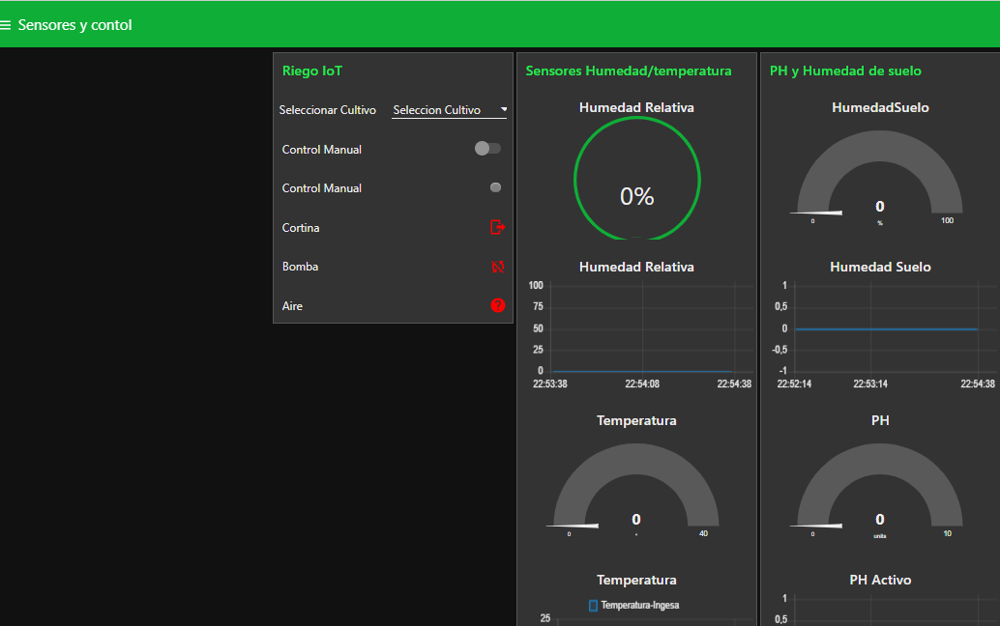 Sensores y contol
Riego IoT
Seleccionar Cultivo
Seleccion Cultivo
Control Manual
Control Manual
Cortina
Bomba
Aire
Sensores Humedad/temperatura
Humedad Relativa
0%
Humedad Relativa
100
75
50
25
0
22:53:38 22:54:08 22:54:38
Temperatura
0
0 40
Temperatura
Temperatura-Ingesa
25
PH y Humedad de suelo
HumedadSuelo
0
%
0 100
Humedad Suelo
1
0,5
0
-0,5
-1
22:52:14 22:53:14 22:54:38
PH
0
units
0 10
PH Activo
1
0,5